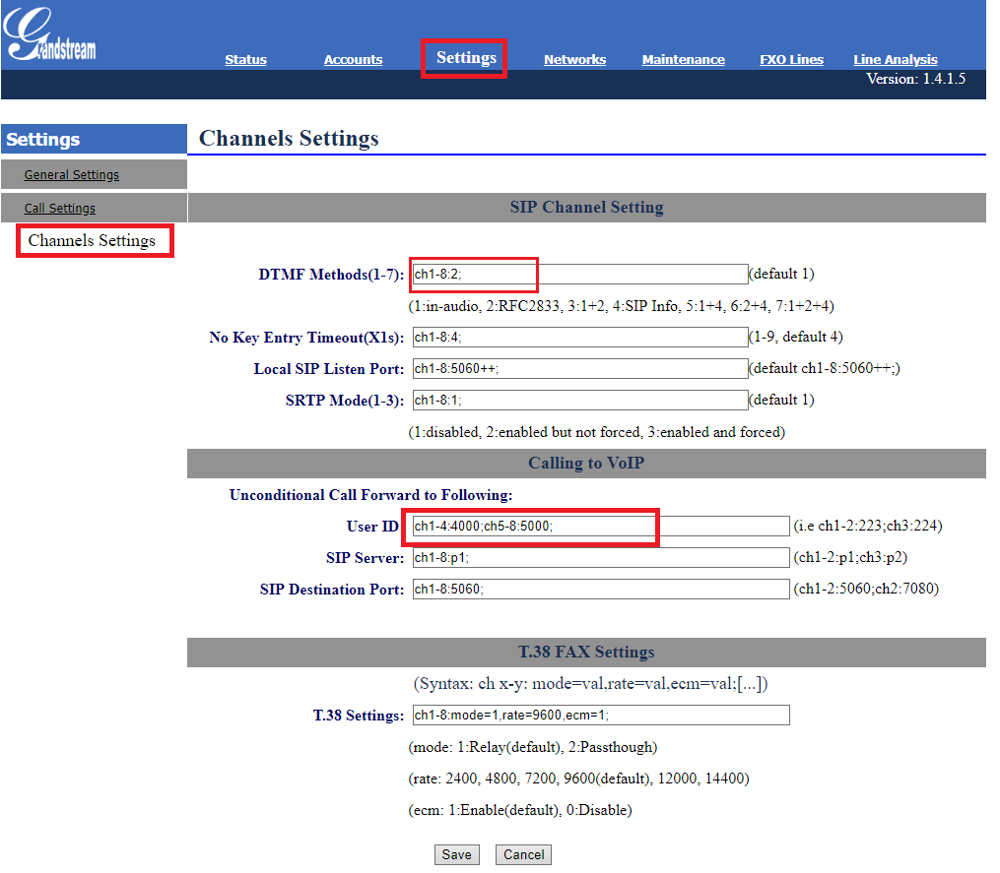 Grandstream
Status Accounts Settings Networks Maintenance FXO Lines Line Analysis
Version: 1.4.1.5
Settings
Channels Settings
General Settings
Call Settings
Channels Settings
SIP Channel Setting
DTMF Methods(1-7): ch1-8:2; (default 1)
(1:in-audio, 2:RFC2833, 3:1+2, 4:SIP Info, 5:1+4, 6:2+4, 7:1+2+4)
No Key Entry Timeout(X1s): ch1-8:4; (1-9, default 4)
Local SIP Listen Port: ch1-8:5060++; (default ch1-8:5060++;)
SRTP Mode(1-3): ch1-8:1; (default 1)
(1:disabled, 2:enabled but not forced, 3:enabled and forced)
Calling to VoIP
Unconditional Call Forward to Following:
User ID ch1-4:4000;ch5-8:5000; (i.e ch1-2:223;ch3:224)
SIP Server: ch1-8:p1; (ch1-2:p1;ch3:p2)
SIP Destination Port: ch1-8:5060; (ch1-2:5060;ch2:7080)
T.38 FAX Settings
(Syntax: ch x-y: mode=val,rate=val,ecm=val;[...])
T.38 Settings: ch1-8:mode=1,rate=9600,ecm=1;
(mode: 1:Relay(default), 2:Passthough)
(rate: 2400, 4800, 7200, 9600(default), 12000, 14400)
(ecm: 1:Enable(default), 0:Disable)
Save Cancel